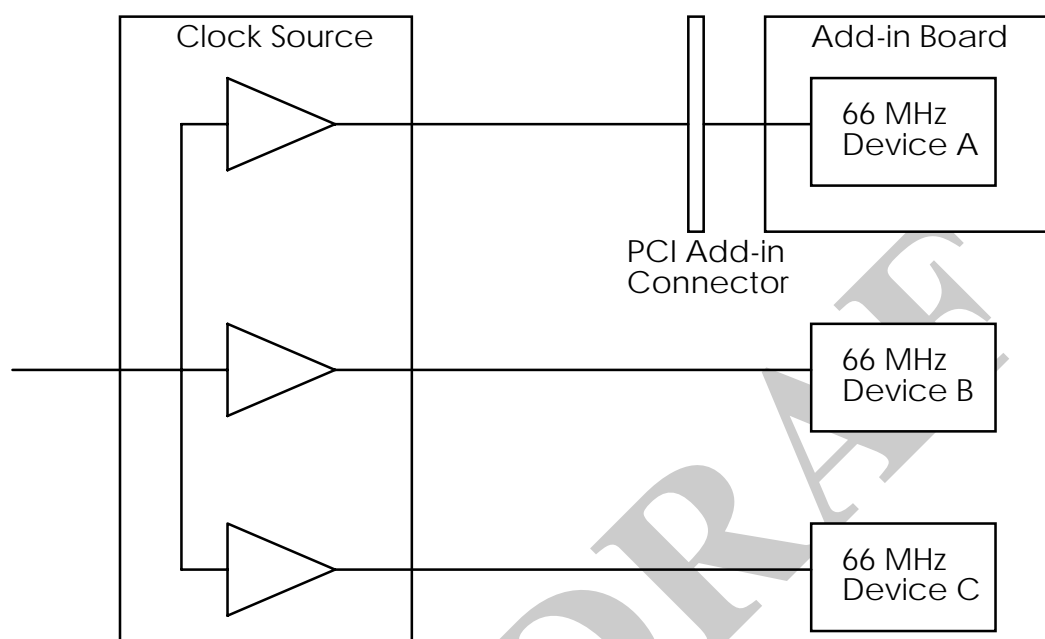 Clock Source
Add-in Board
66 MHz
Device A
PCI Add-in
Connector
66 MHz
Device B
66 MHz
Device C